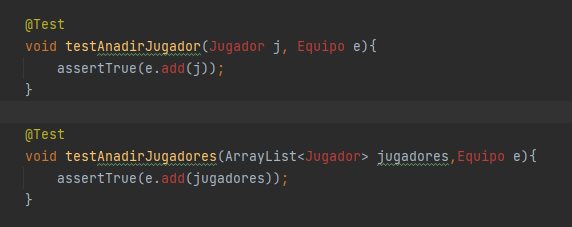 @Test
void testAnadirJugador(Jugador j, Equipo e){
assertTrue(e.add(j));
}
@Test
void testAnadirJugadores(ArrayList<Jugador> jugadores,Equipo e){
assertTrue(e.add(jugadores));
}